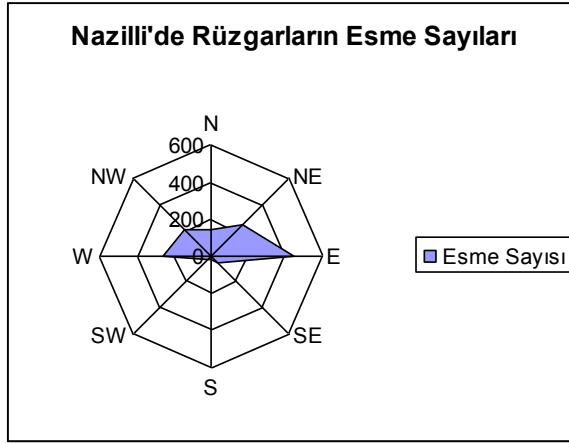 Nazilli'de Rüzgarların Esme Sayıları
N
600
NW
NE
400
200
W
0
E
Esme Sayısı
SW
SE
S